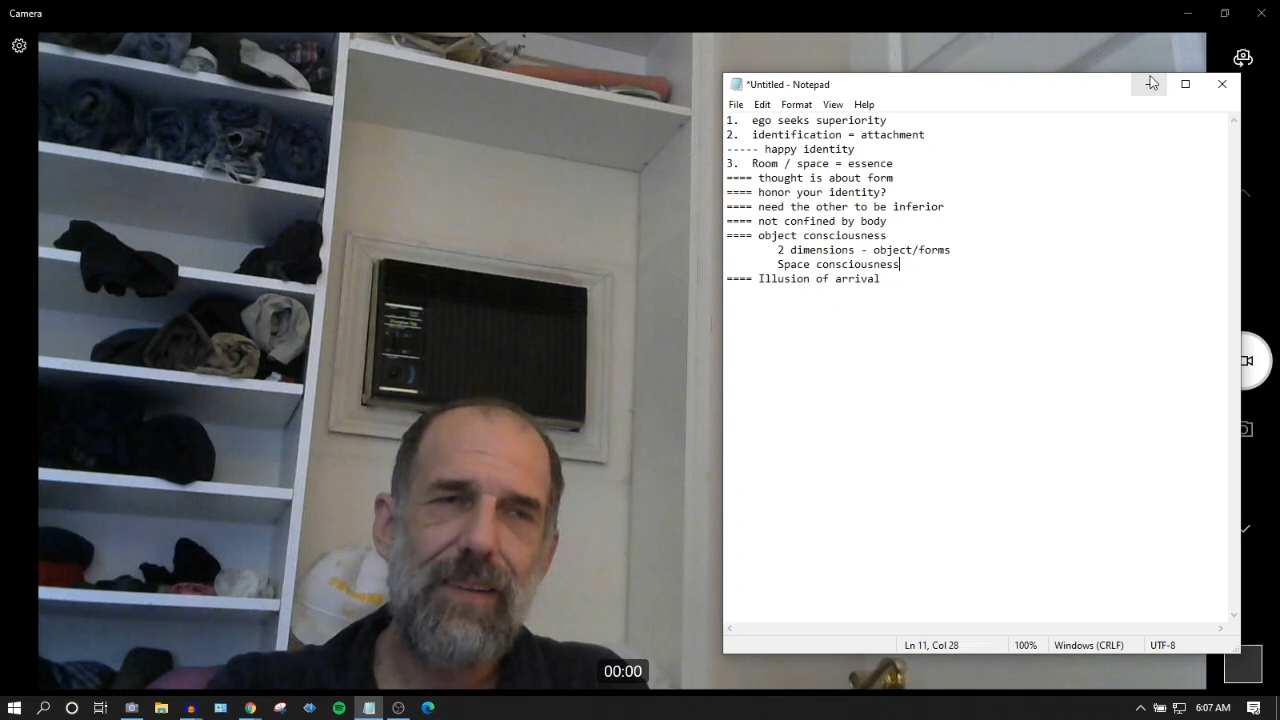 Camera
*Untitled - Notepad
File Edit Format View Help
1.  ego seeks superiority
2.  identification = attachment
----- happy identity
3.  Room / space = essence
==== thought is about form
==== honor your identity?
==== need the other to be inferior
==== not confined by body
==== object consciousness
        2 dimensions - object/forms
        Space consciousness
==== Illusion of arrival
00:00
Ln 11, Col 28 100% Windows (CRLF) UTF-8
6:07 AM